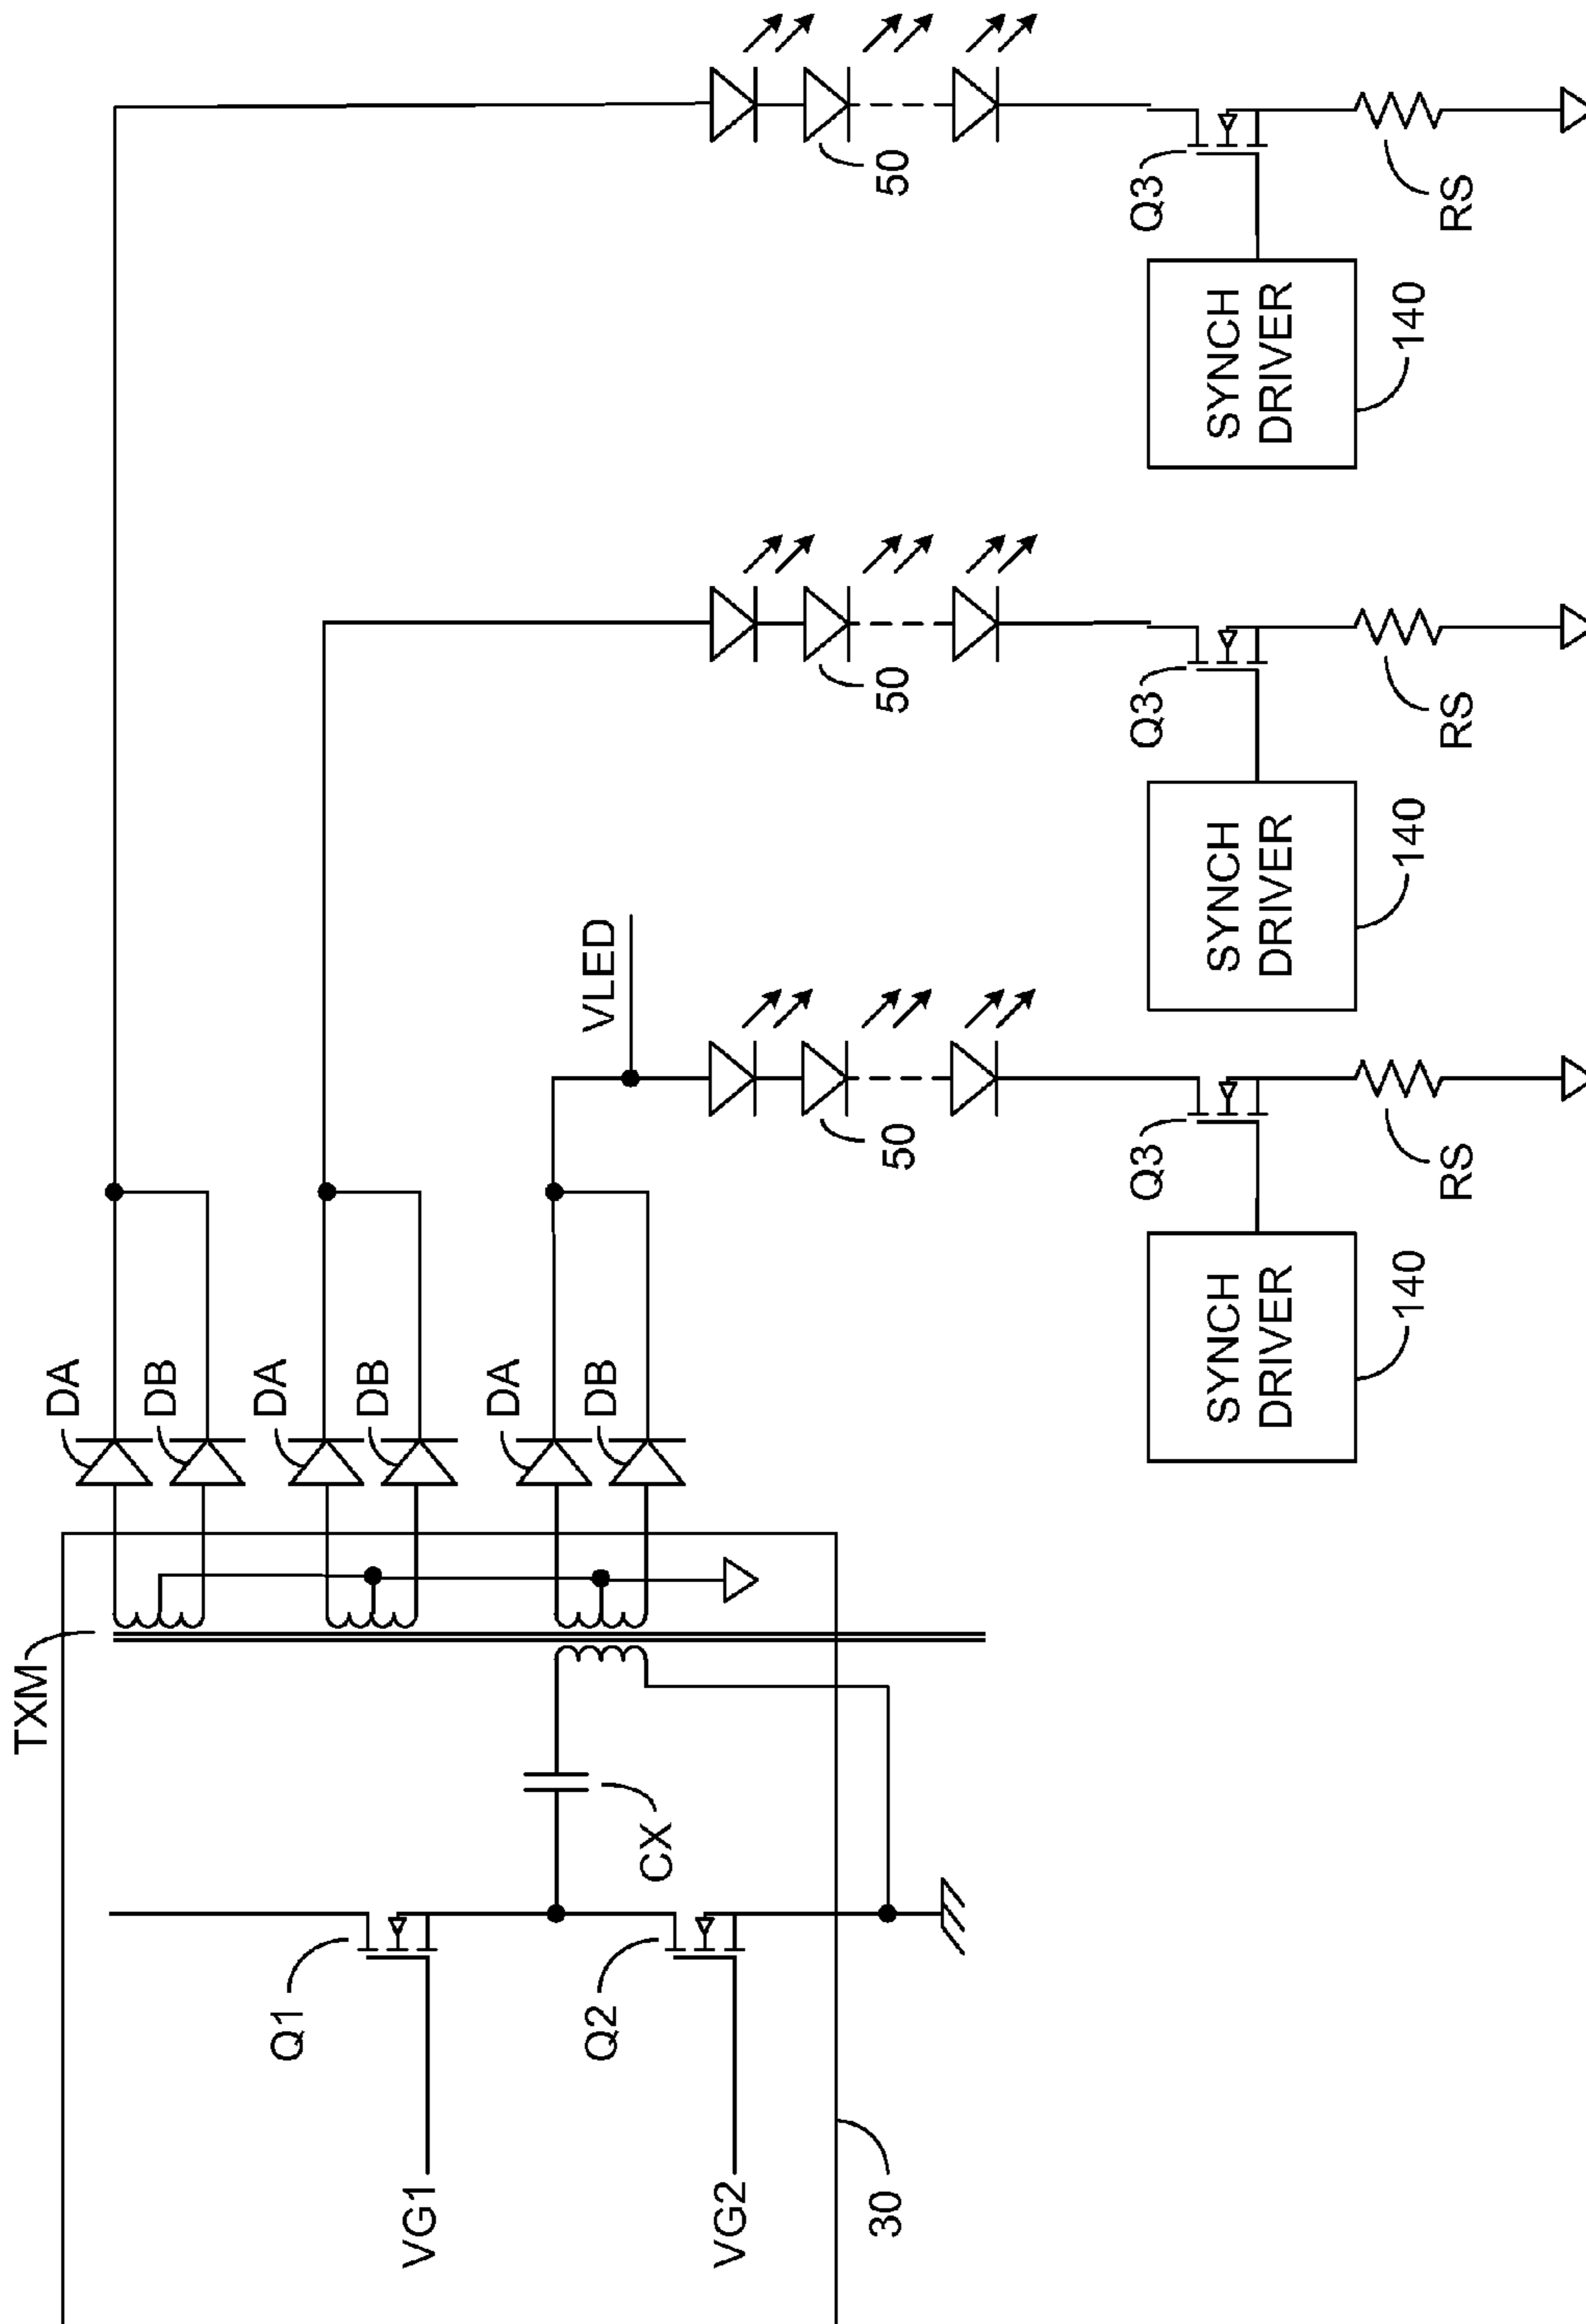 TXM
DA
DB
DA
DB
DA
DB
VLED
50
50
50
Q1
VG1
CX
Q2
VG2
30
Q3
Q3
Q3
SYNCH
DRIVER
SYNCH
DRIVER
SYNCH
DRIVER
140
140
140
RS
RS
RS